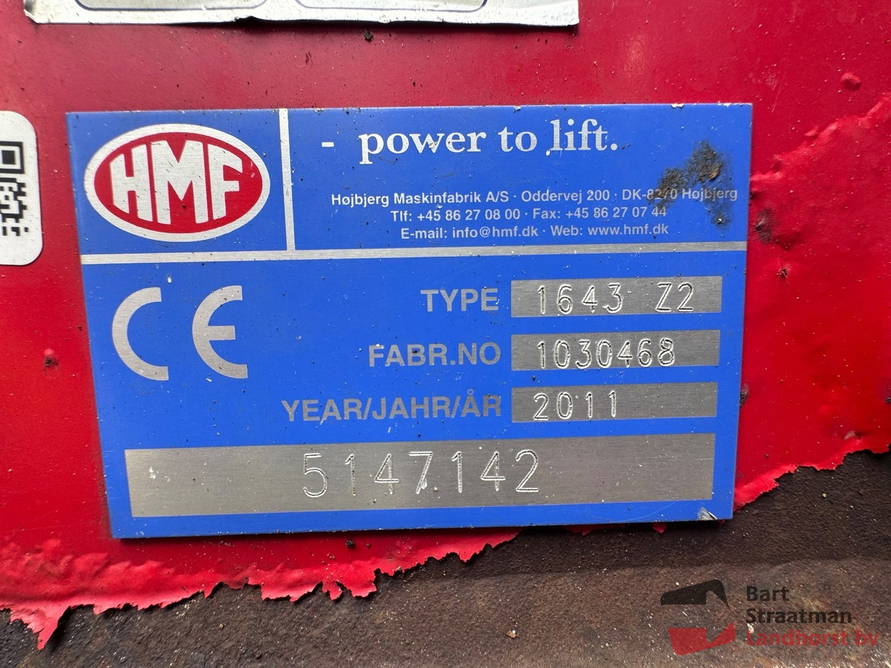 HMF
- power to lift.
Højbjerg Maskinfabrik A/S · Oddervej 200 · DK-8270 Højbjerg
Tlf: +45 86 27 08 00 · Fax: +45 86 27 07 44
E-mail: info@hmf.dk · Web: www.hmf.dk
CE
TYPE 1643 Z2
FABR.NO 1030468
YEAR/JAHR/ÅR 2011
5147142
Bart
Straatman
Landhorst bv